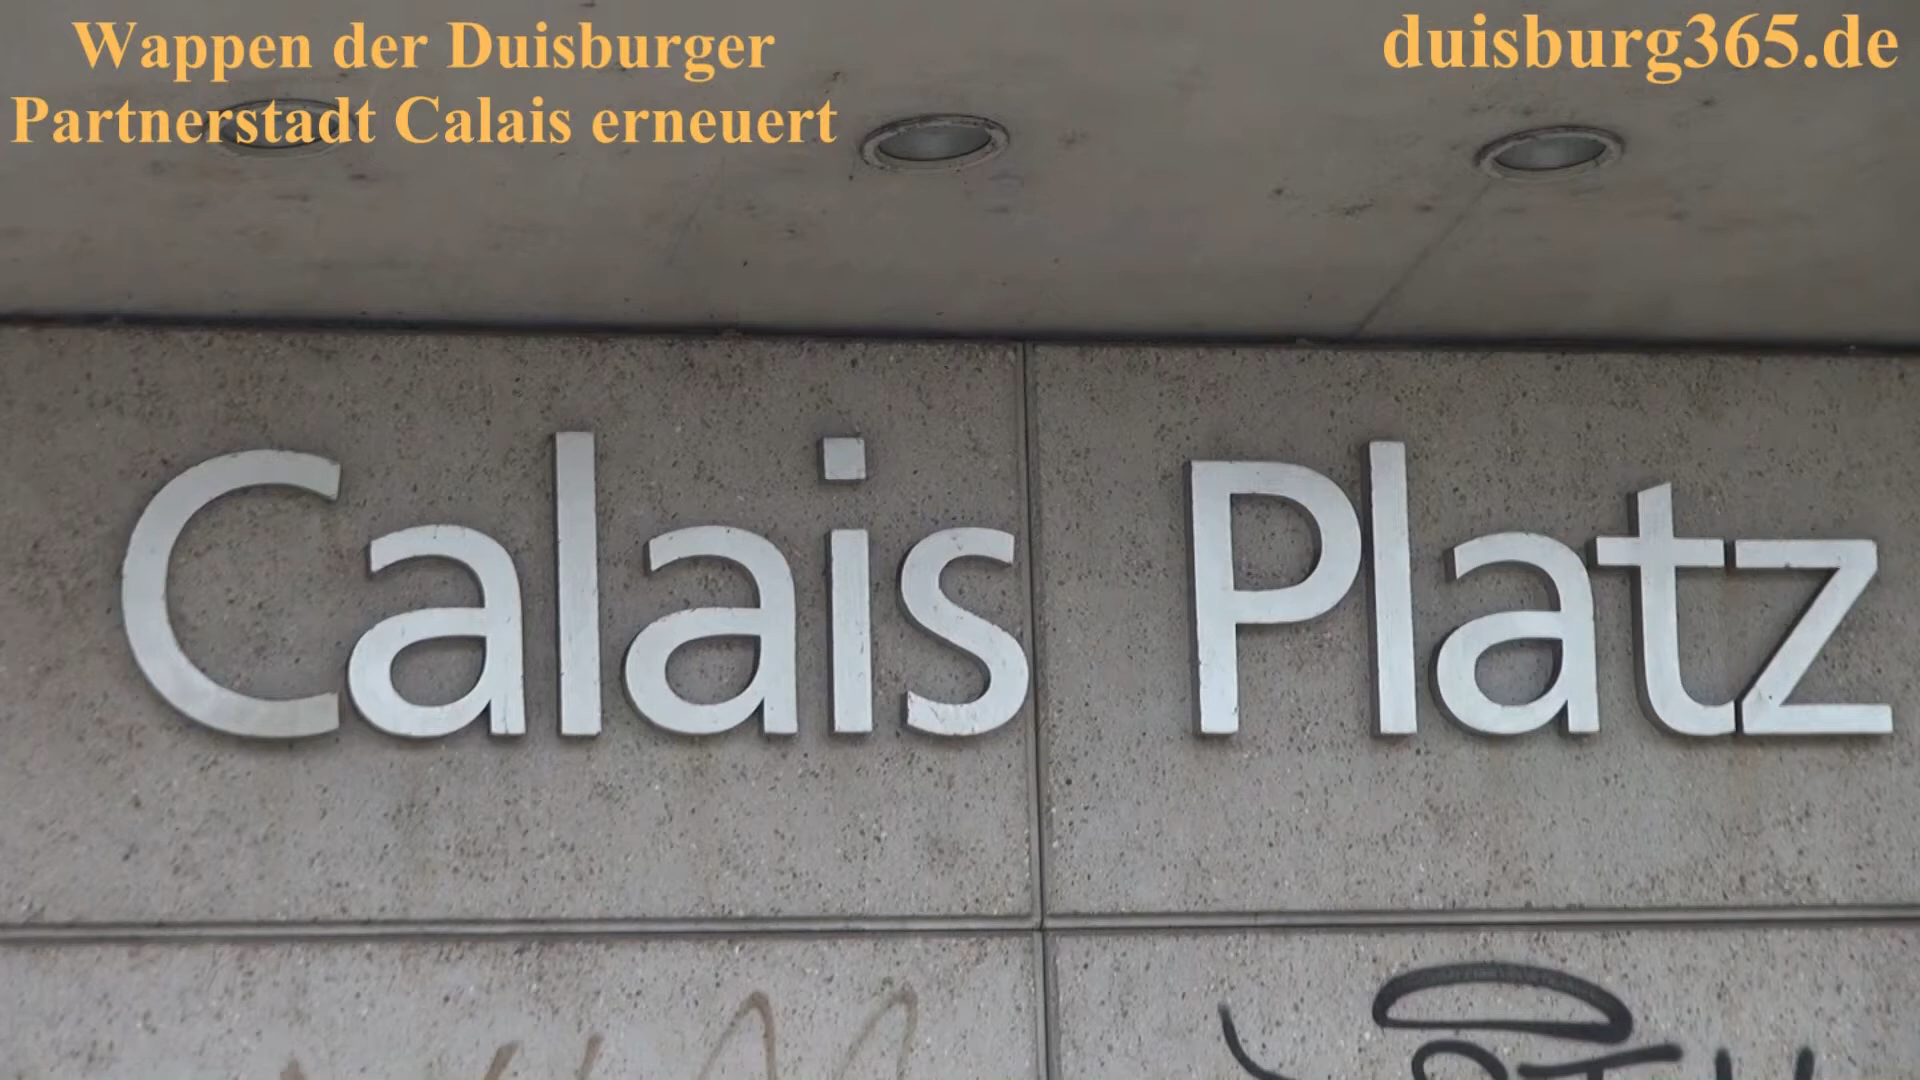 Wappen der Duisburger
Partnerstadt Calais erneuert
duisburg365.de
Calais Platz